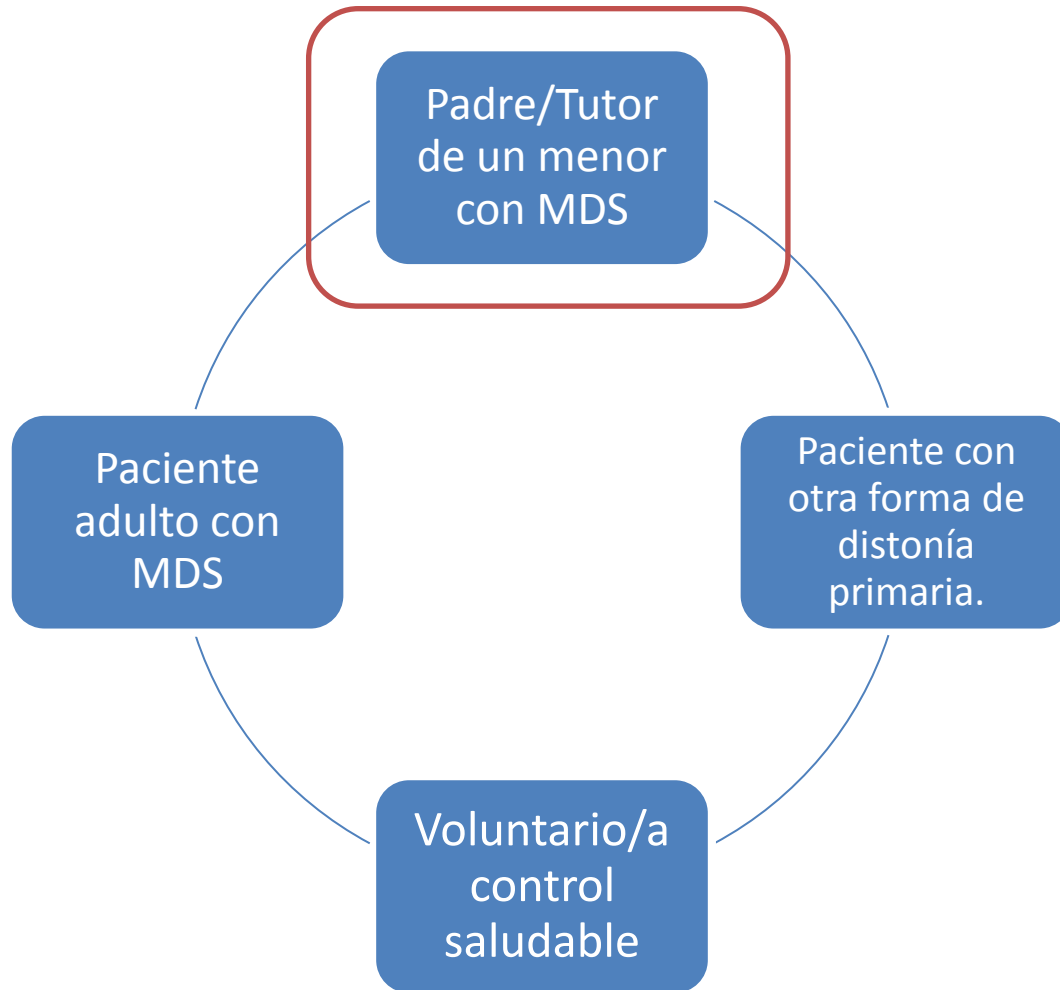 Padre/Tutor
de un menor
con MDS
Paciente
adulto con
MDS
Paciente con
otra forma de
distonía
primaria.
Voluntario/a
control
saludable